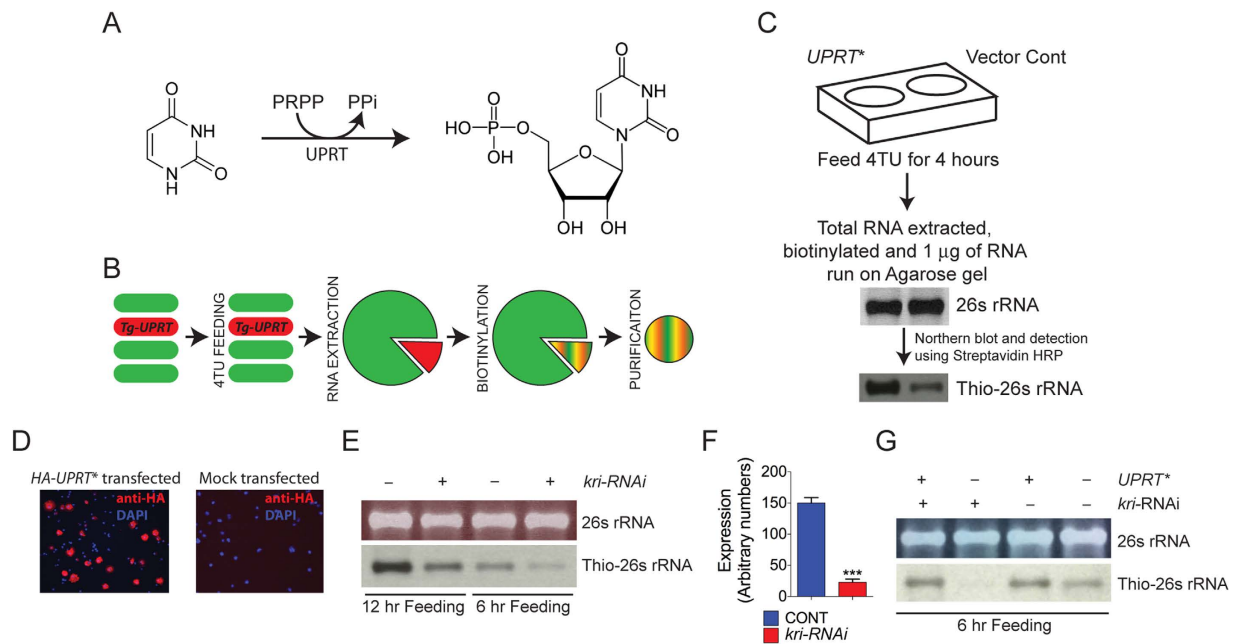 A
O
NH
N
H
O
PRPP
PPi
UPRT
O
HO
P
OH
O
O
O
NH
N
O
OH
OH
B
Tg-UPRT
4TU FEEDING
Tg-UPRT
RNA EXTRACTION
BIOTINYLATION
PURIFICAITON
C
UPRT*
Vector Cont
Feed 4TU for 4 hours
Total RNA extracted,
biotinylated and 1 μg of RNA
run on Agarose gel
26s rRNA
Northern blot and detection
using Streptavidin HRP
Thio-26s rRNA
D
HA-UPRT* transfected
Mock transfected
anti-HA
DAPI
anti-HA
DAPI
E
– + – + kri-RNAi
26s rRNA
Thio-26s rRNA
12 hr Feeding
6 hr Feeding
F
Expression
(Arbitrary numbers)
200
150
100
50
0
***
CONT
kri-RNAi
G
+ – + – UPRT*
+ + – – kri-RNAi
26s rRNA
Thio-26s rRNA
6 hr Feeding